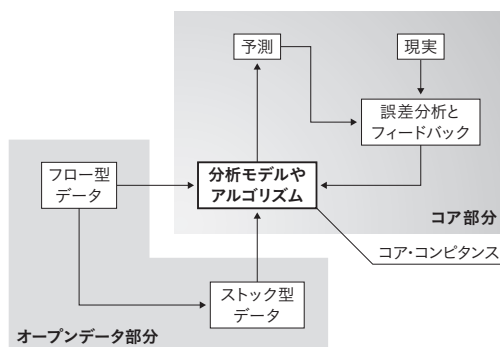 予測
現実
誤差分析と
フィードバック
フロー型
データ
分析モデルや
アルゴリズム
コア部分
コア・コンピタンス
ストック型
データ
オープンデータ部分